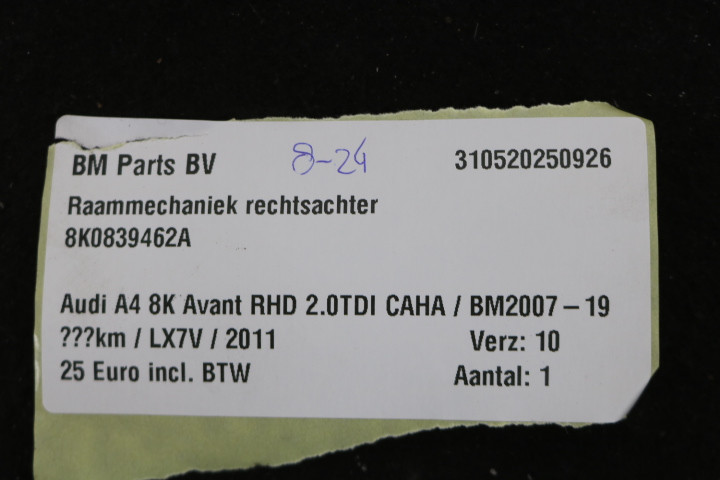 BM Parts BV 8-24 310520250926
Raammechaniek rechtsachter
8K0839462A
Audi A4 8K Avant RHD 2.0TDI CAHA / BM2007-19
???km / LX7V / 2011 Verz: 10
25 Euro incl. BTW Aantal: 1